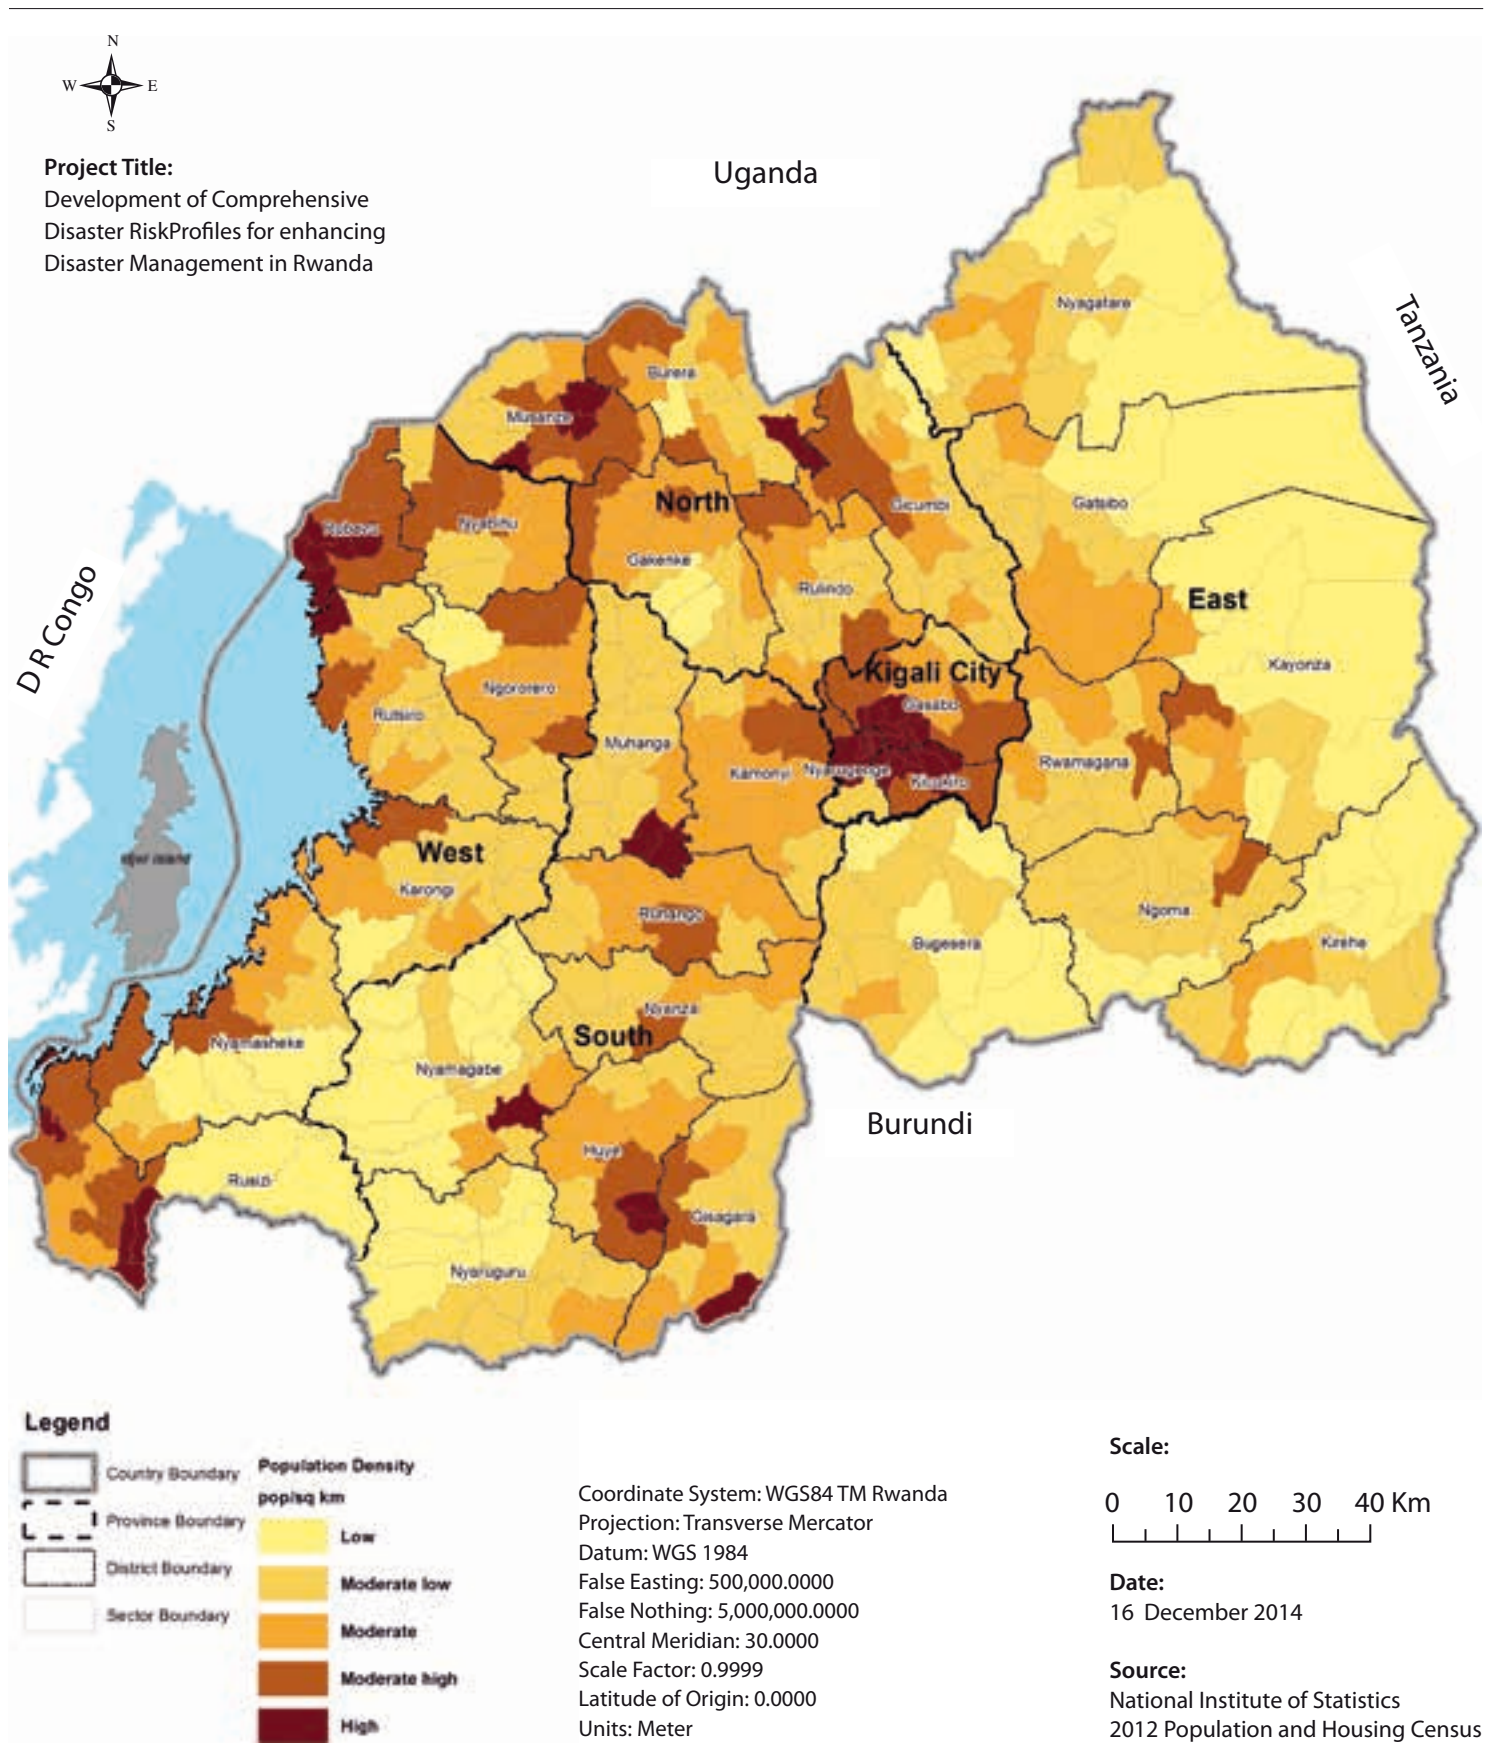 N
W E
S
Project Title:
Development of Comprehensive
Disaster RiskProfiles for enhancing
Disaster Management in Rwanda
Uganda
Tanzania
D R Congo
Burundi
Nyagatare
Burera
Musanze
North
Gicumbi
Gatsibo
Rubavu
Nyabihu
Gakenke
Rulindo
East
Kayonza
Kigali City
Gasabo
Ngororero
Rutsiro
Muhanga
Kamonyi
Nyarugenge
Kicukiro
Rwamagana
West
Karongi
Idjwi island
Ruhango
Ngoma
Bugesera
Kirehe
Nyanza
South
Nyamasheke
Nyamagabe
Huye
Rusizi
Gisagara
Nyaruguru
Legend
Country Boundary
Province Boundary
District Boundary
Sector Boundary
Population Density
pop/sq km
Low
Moderate low
Moderate
Moderate high
High
Coordinate System: WGS84 TM Rwanda
Projection: Transverse Mercator
Datum: WGS 1984
False Easting: 500,000.0000
False Nothing: 5,000,000.0000
Central Meridian: 30.0000
Scale Factor: 0.9999
Latitude of Origin: 0.0000
Units: Meter
Scale:
0 10 20 30 40 Km
Date:
16 December 2014
Source:
National Institute of Statistics
2012 Population and Housing Census